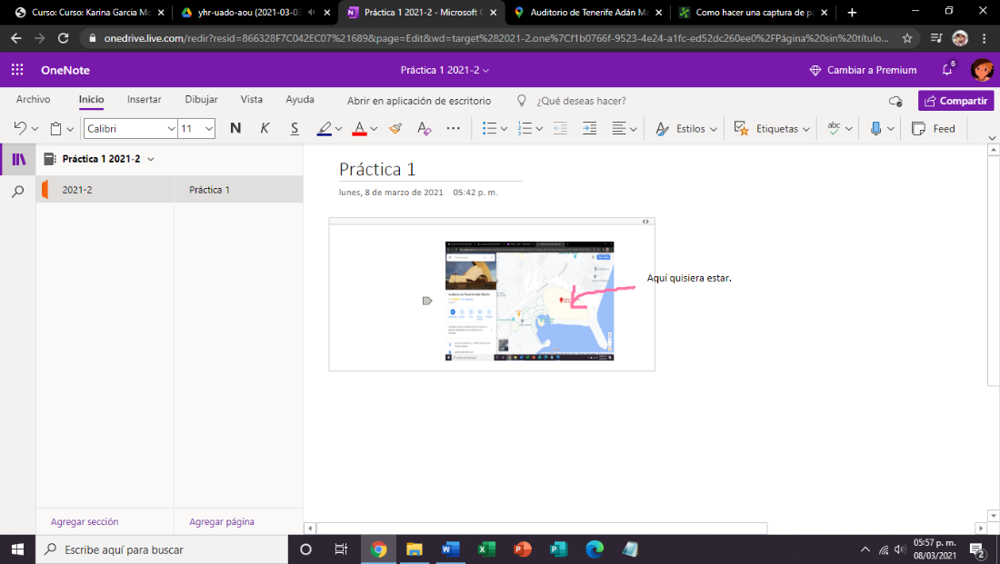 Curso: Curso: Karina Garcia Mo
yhr-uado-aou (2021-03-03
Práctica 1 2021-2 - Microsoft O
Auditorio de Tenerife Adán Ma
Como hacer una captura de pa
onedrive.live.com/redir?resid=866328F7C042EC07%21689&page=Edit&wd=target%282021-2.one%7Cf1b0766f-9523-4e24-a1fc-ed52dc260ee0%2FPágina%20sin%20título...
OneNote
Práctica 1 2021-2
Cambiar a Premium
6
Archivo Inicio Insertar Dibujar Vista Ayuda Abrir en aplicación de escritorio ¿Qué deseas hacer?
Compartir
Calibri 11 N K S A A Estilos Etiquetas abc Feed
Práctica 1 2021-2
2021-2
Práctica 1
Práctica 1
lunes, 8 de marzo de 2021 05:42 p. m.
Aquí quisiera estar.
Agregar sección
Agregar página
Escribe aquí para buscar
05:57 p. m.
08/03/2021
2